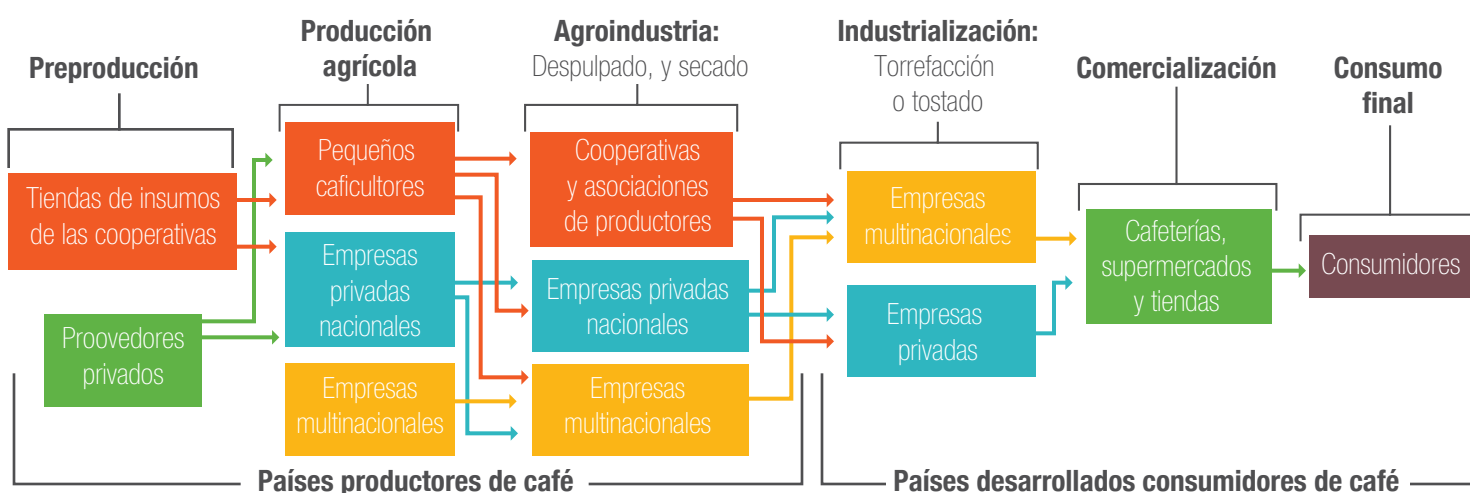 Preproducción
Tiendas de insumos
de las cooperativas
Proovedores
privados
Producción
agrícola
Pequeños
caficultores
Empresas
privadas
nacionales
Empresas
multinacionales
Agroindustria:
Despulpado, y secado
Cooperativas
y asociaciones
de productores
Empresas privadas
nacionales
Empresas
multinacionales
Industrialización:
Torrefacción
o tostado
Empresas
multinacionales
Empresas
privadas
Comercialización
Cafeterías,
supermercados
y tiendas
Consumo
final
Consumidores
Países productores de café
Países desarrollados consumidores de café